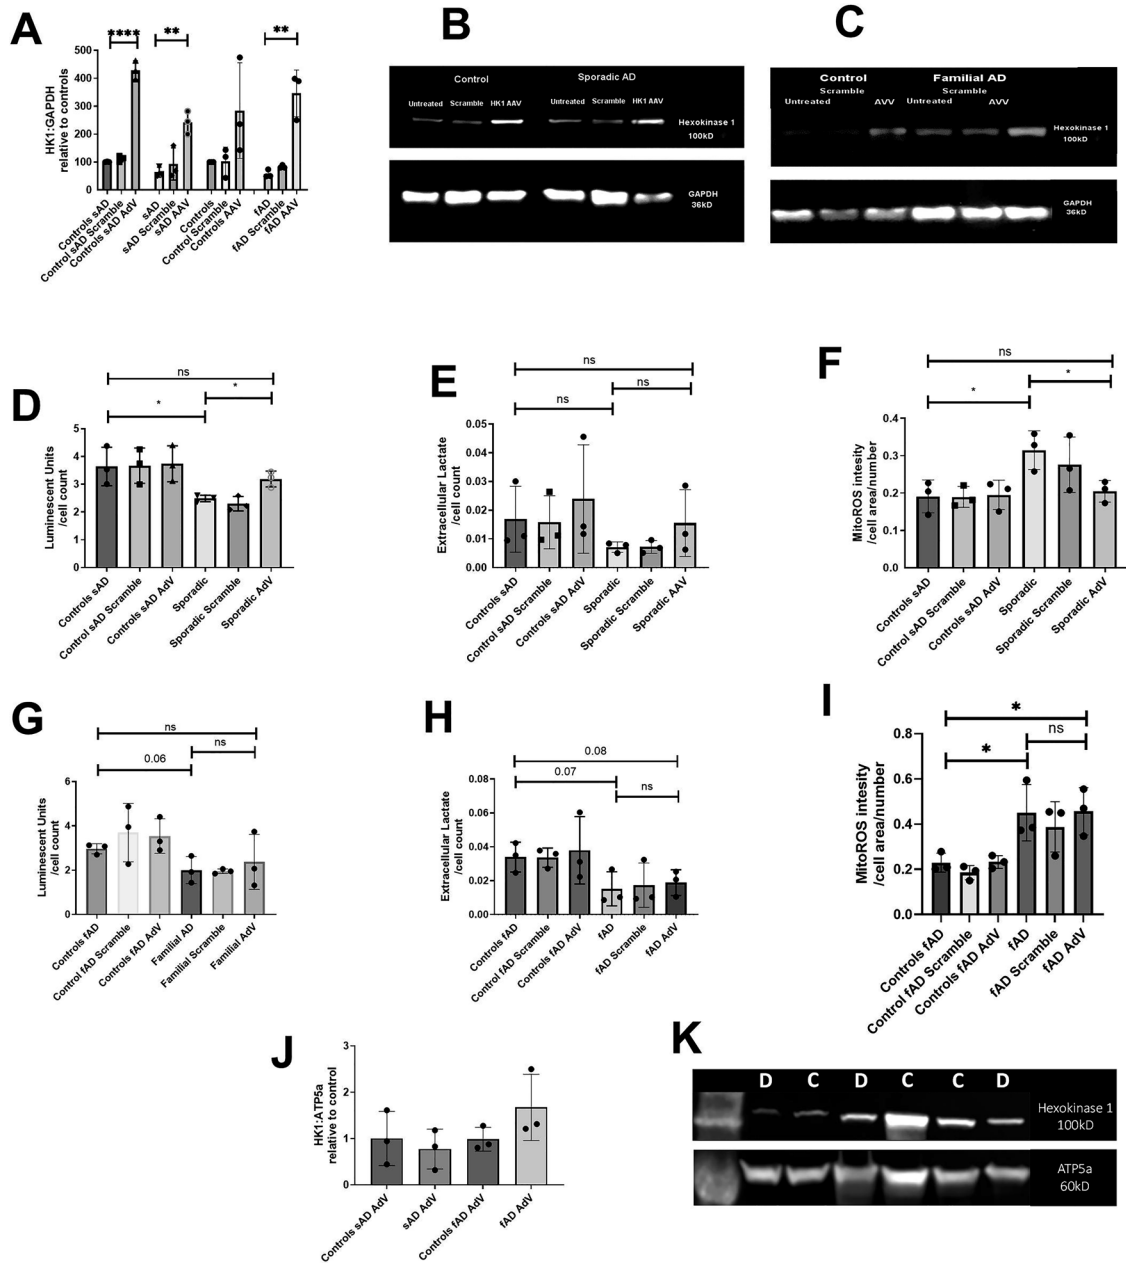 A
**** ** **
HK1:GAPDH
relative to controls
500
400
300
200
100
0
Controls sAD
Control sAD Scramble
Controls sAD AdV
sAD
sAD Scramble
sAD AAV
Controls
Control Scramble
Controls AAV
fAD
fAD Scramble
fAD AAV
B
Control Sporadic AD
Untreated Scramble HK1 AAV Untreated Scramble HK1 AAV
Hexokinase 1
100kD
GAPDH
36kD
C
Control Familial AD
Scramble Scramble
Untreated AVV Untreated AVV
Hexokinase 1
100kD
GAPDH
36kD
D
ns
*
*
Luminescent Units
/cell count
5
4
3
2
1
0
Controls sAD
Control sAD Scramble
Controls sAD AdV
Sporadic
Sporadic Scramble
Sporadic AdV
E
ns
ns
ns
Extracellular Lactate
/cell count
0.05
0.04
0.03
0.02
0.01
0.00
Controls sAD
Control sAD Scramble
Controls sAD AdV
Sporadic
Sporadic Scramble
Sporadic AAV
F
ns
*
*
MitoROS intesity
/cell area/number
0.4
0.3
0.2
0.1
0.0
Controls sAD
Control sAD Scramble
Controls sAD AdV
Sporadic
Sporadic Scramble
Sporadic AdV
G
ns
ns
0.06
Luminescent Units
/cell count
6
4
2
0
Controls fAD
Control fAD Scramble
Controls fAD AdV
Familial AD
Familial Scramble
Familial AdV
H
0.08
0.07
ns
Extracellular Lactate
/cell count
0.08
0.06
0.04
0.02
0.00
Controls fAD
Control fAD Scramble
Controls fAD AdV
fAD
fAD Scramble
fAD AdV
I
*
ns
*
MitoROS intesity
/cell area/number
0.8
0.6
0.4
0.2
0.0
Controls fAD
Control fAD Scramble
Controls fAD AdV
fAD
fAD Scramble
fAD AdV
J
HK1:ATP5a
relative to control
3
2
1
0
Controls sAD AdV
sAD AdV
Controls fAD AdV
fAD AdV
K
D C D C C D
Hexokinase 1
100kD
ATP5a
60kD